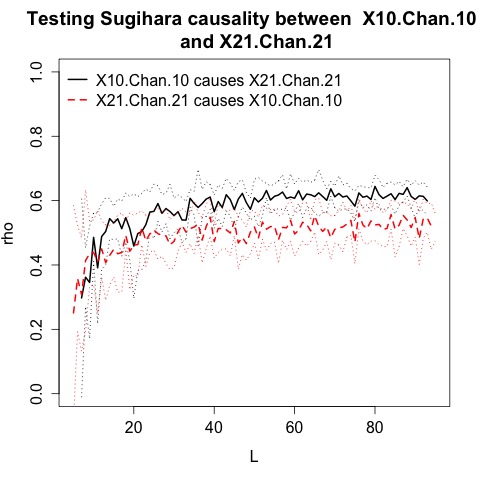 Testing Sugihara causality between  X10.Chan.10
and X21.Chan.21
X10.Chan.10 causes X21.Chan.21
X21.Chan.21 causes X10.Chan.10
1.0
0.8
0.6
0.4
0.2
0.0
rho
20 40 60 80
L